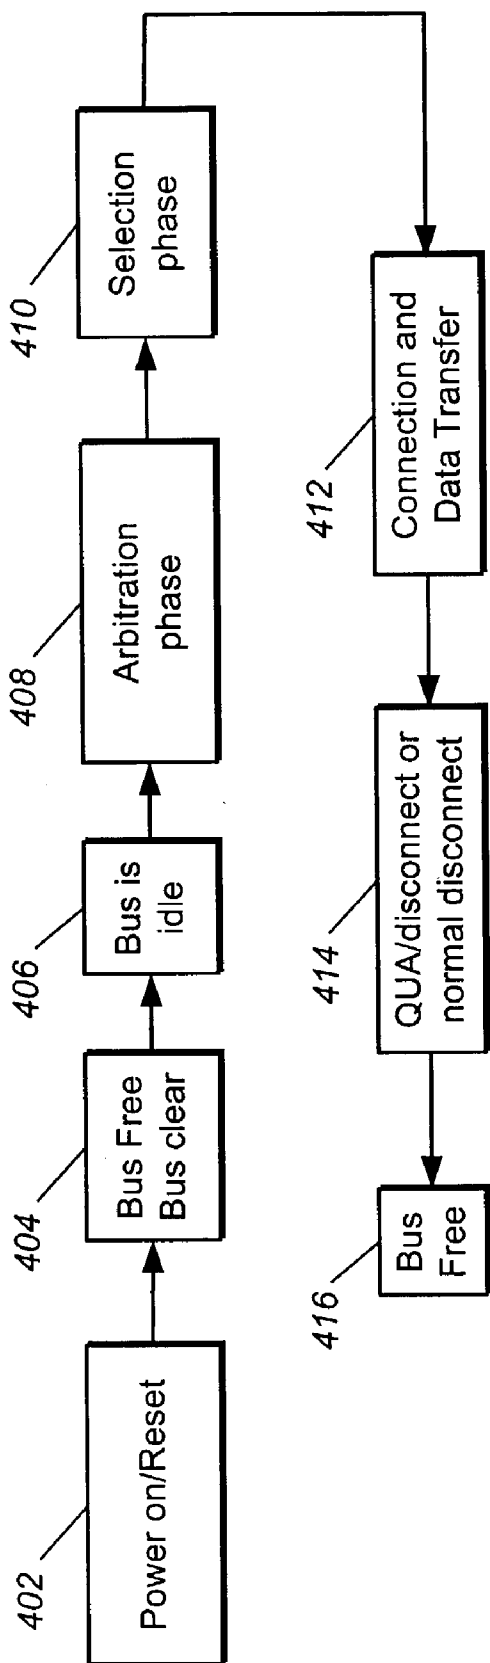 402
Power on/Reset
404
Bus Free
Bus clear
406
Bus is
idle
408
Arbitration
phase
410
Selection
phase
412
Connection and
Data Transfer
414
QUA/disconnect or
normal disconnect
416
Bus
Free